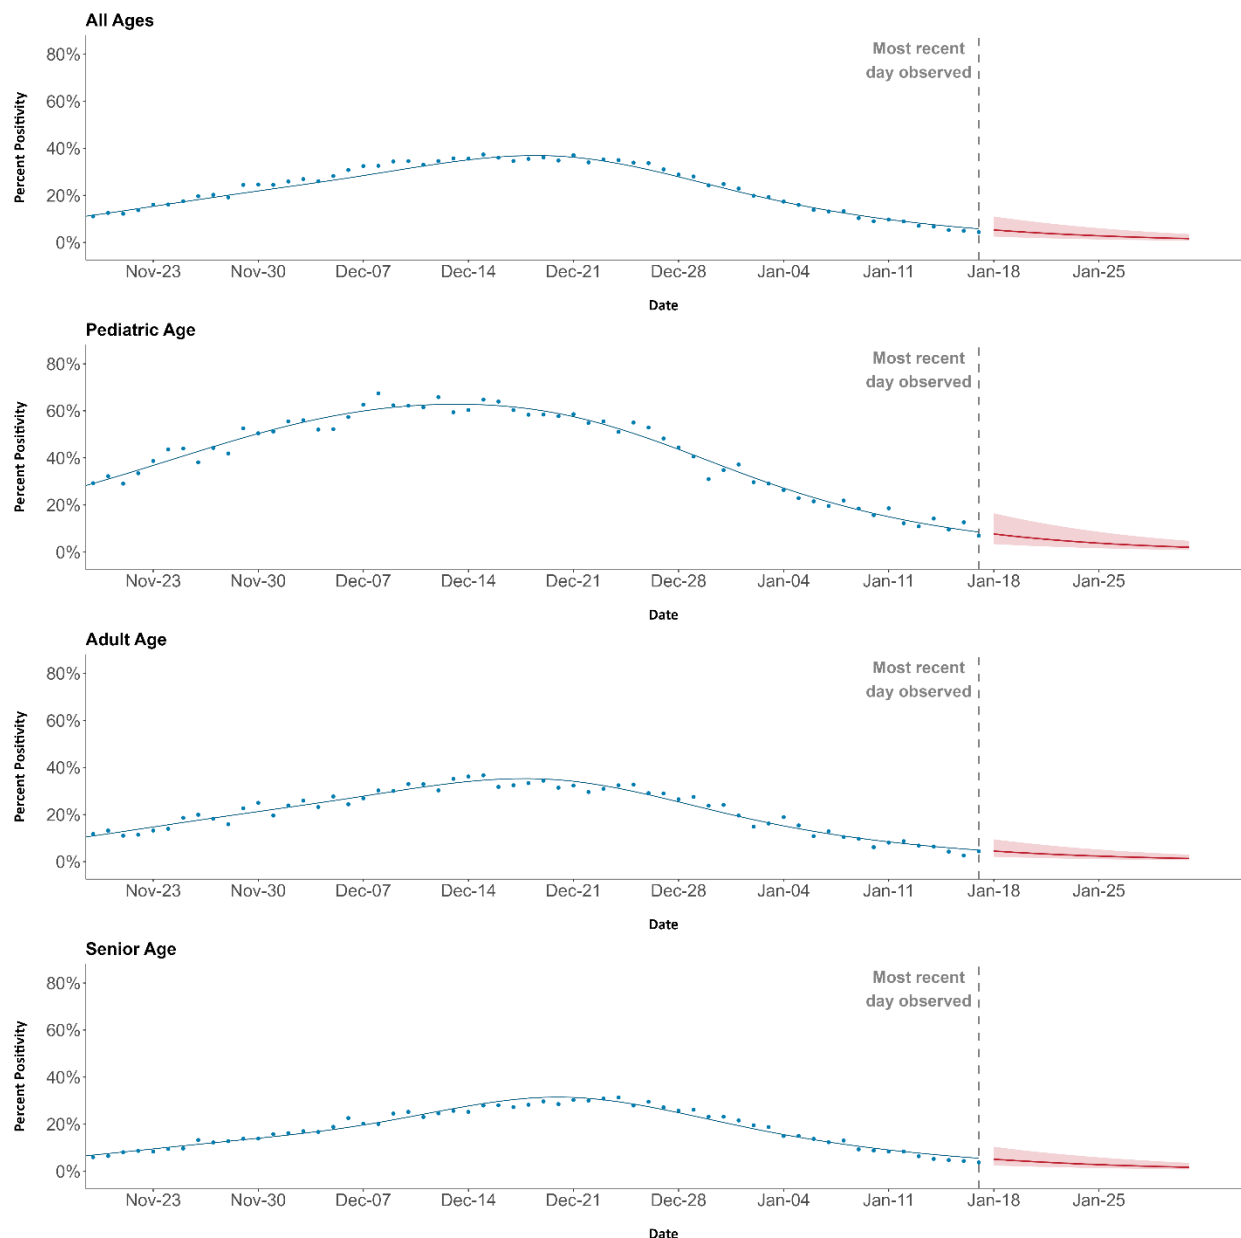 All Ages
Most recent
day observed
80%
60%
40%
20%
0%
Percent Positivity
Nov-23 Nov-30 Dec-07 Dec-14 Dec-21 Dec-28 Jan-04 Jan-11 Jan-18 Jan-25
Date
Pediatric Age
Most recent
day observed
80%
60%
40%
20%
0%
Percent Positivity
Nov-23 Nov-30 Dec-07 Dec-14 Dec-21 Dec-28 Jan-04 Jan-11 Jan-18 Jan-25
Date
Adult Age
Most recent
day observed
80%
60%
40%
20%
0%
Percent Positivity
Nov-23 Nov-30 Dec-07 Dec-14 Dec-21 Dec-28 Jan-04 Jan-11 Jan-18 Jan-25
Date
Senior Age
Most recent
day observed
80%
60%
40%
20%
0%
Percent Positivity
Nov-23 Nov-30 Dec-07 Dec-14 Dec-21 Dec-28 Jan-04 Jan-11 Jan-18 Jan-25
Date